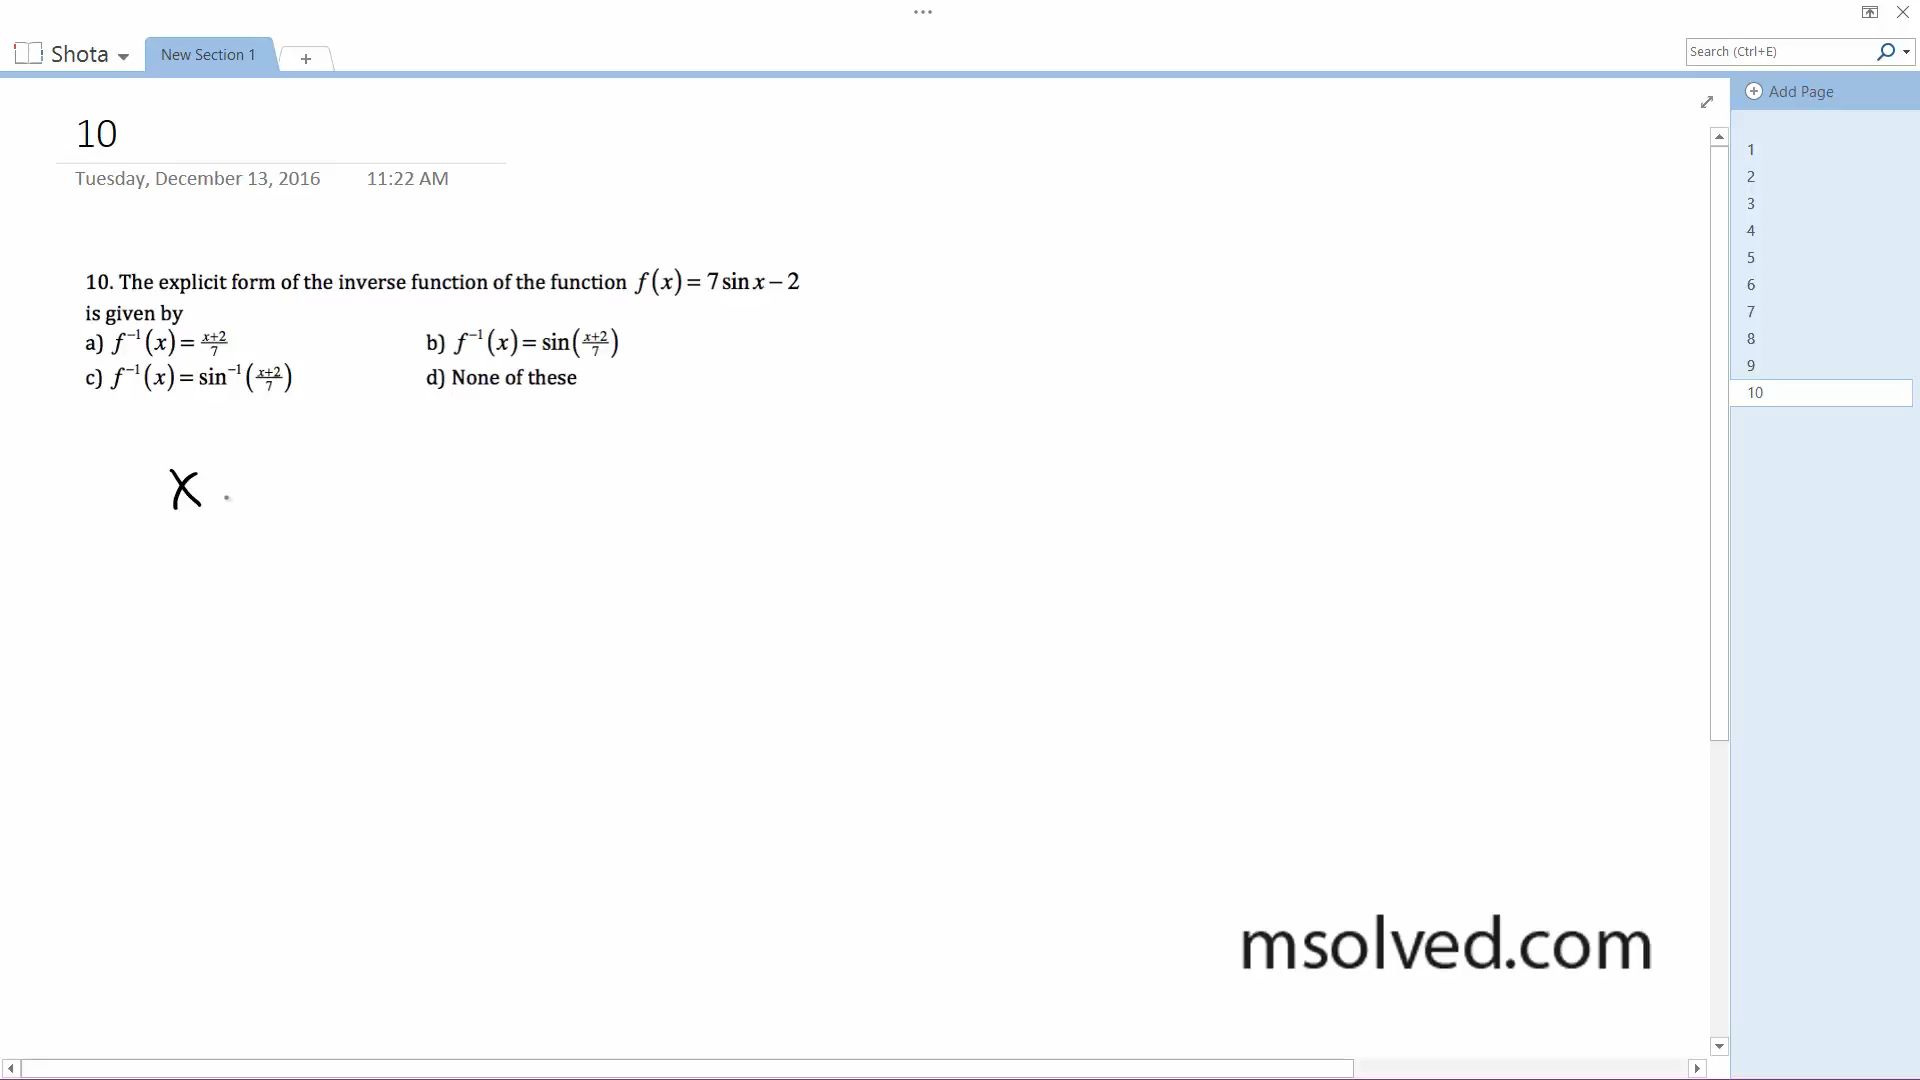 ...
Shota
New Section 1
+
Search (Ctrl+E)
Add Page
10
Tuesday, December 13, 2016 11:22 AM
1
2
3
4
5
6
7
8
9
10
10. The explicit form of the inverse function of the function f(x) = 7 sin x − 2
is given by
a) f⁻¹(x) = (x+2)/7 b) f⁻¹(x) = sin((x+2)/7)
c) f⁻¹(x) = sin⁻¹((x+2)/7) d) None of these
x
msolved.com